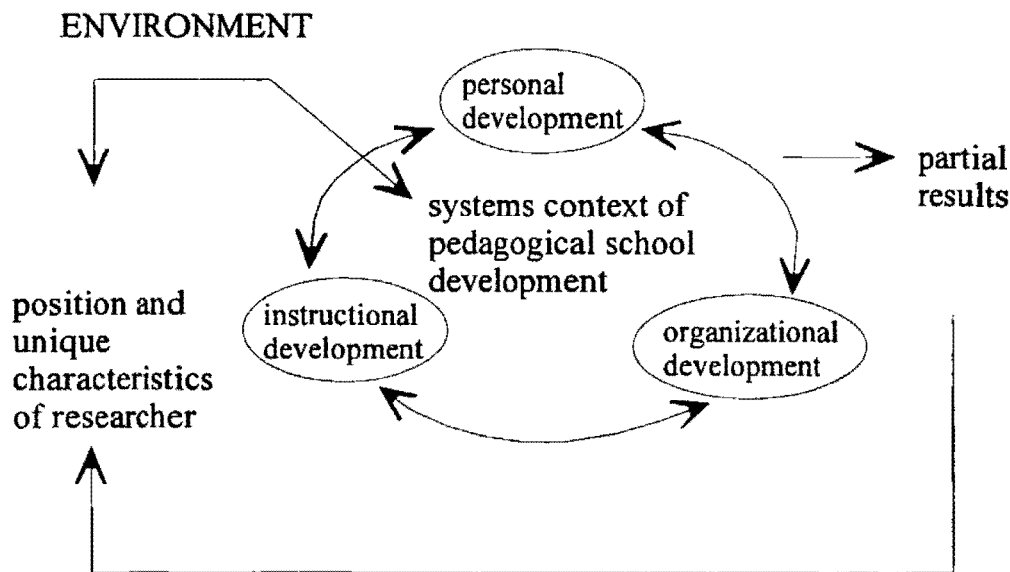 ENVIRONMENT
personal
development
partial
results
systems context of
pedagogical school
development
position and
unique
characteristics
of researcher
instructional
development
organizational
development